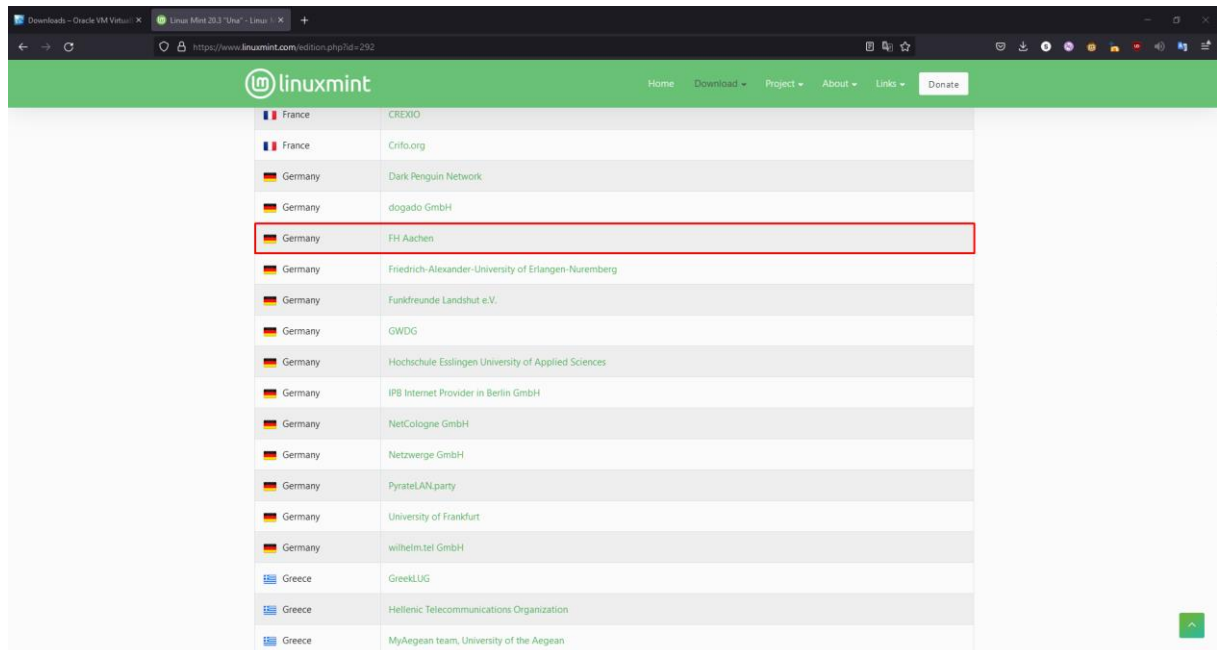 Downloads – Oracle VM Virtual
Linux Mint 20.3 "Una" - Linux
https://www.linuxmint.com/edition.php?id=292
linuxmint
Home Download Project About Links Donate
France CREXIO
France Crifo.org
Germany Dark Penguin Network
Germany dogado GmbH
Germany FH Aachen
Germany Friedrich-Alexander-University of Erlangen-Nuremberg
Germany Funkfreunde Landshut e.V.
Germany GWDG
Germany Hochschule Esslingen University of Applied Sciences
Germany IPB Internet Provider in Berlin GmbH
Germany NetCologne GmbH
Germany Netzwerge GmbH
Germany PyrateLAN.party
Germany University of Frankfurt
Germany wilhelm.tel GmbH
Greece GreekLUG
Greece Hellenic Telecommunications Organization
Greece MyAegean team, University of the Aegean